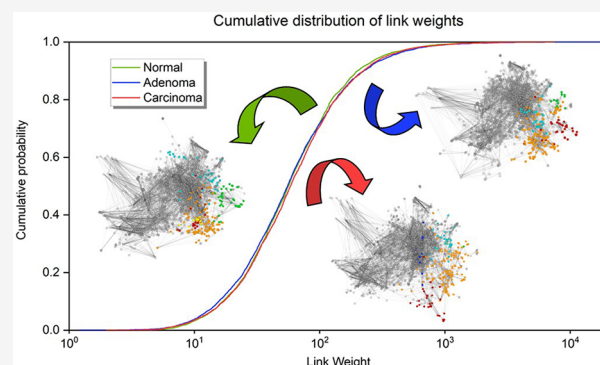 Cumulative distribution of link weights
Normal
Adenoma
Carcinoma
Cumulative probability
1.0
0.8
0.6
0.4
0.2
0.0
10⁰
10¹
10²
10³
10⁴
Link Weight